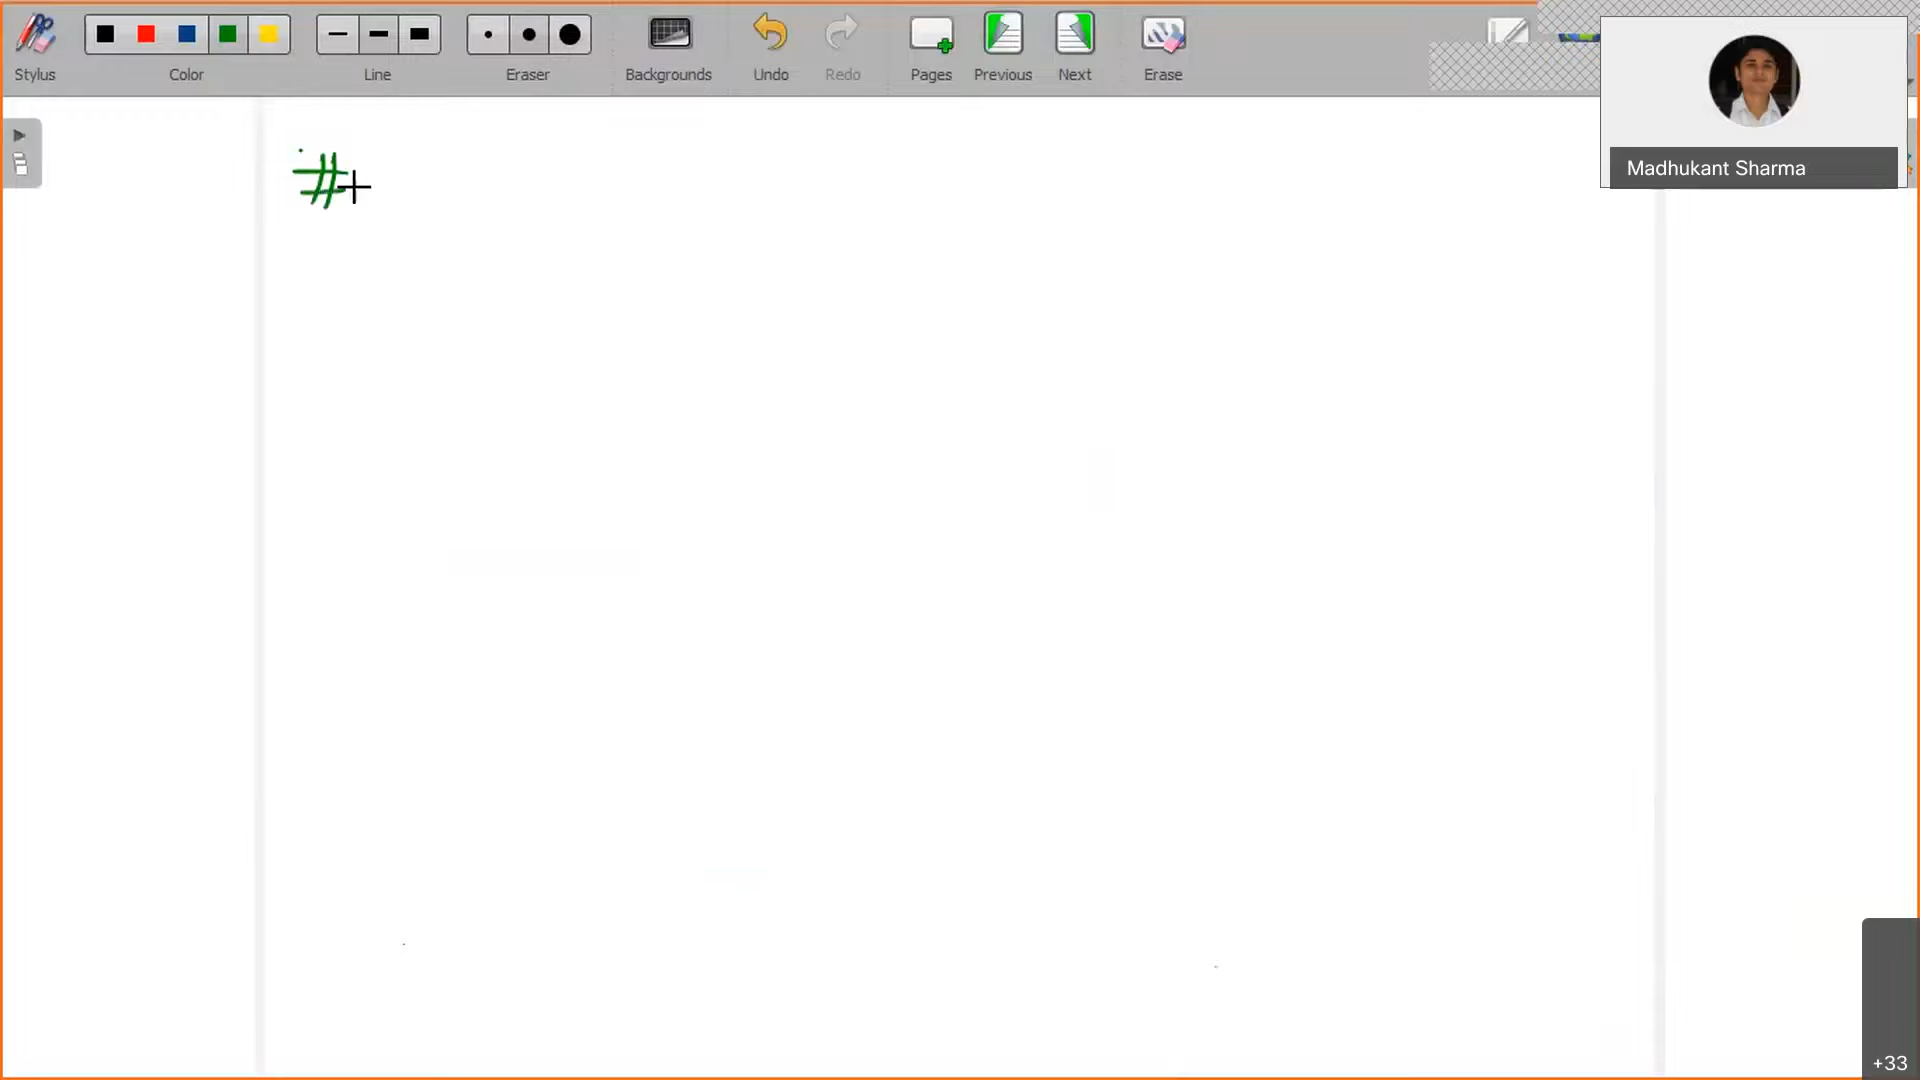 Stylus Color Line Eraser Backgrounds Undo Redo Pages Previous Next Erase
Madhukant Sharma
#
+33